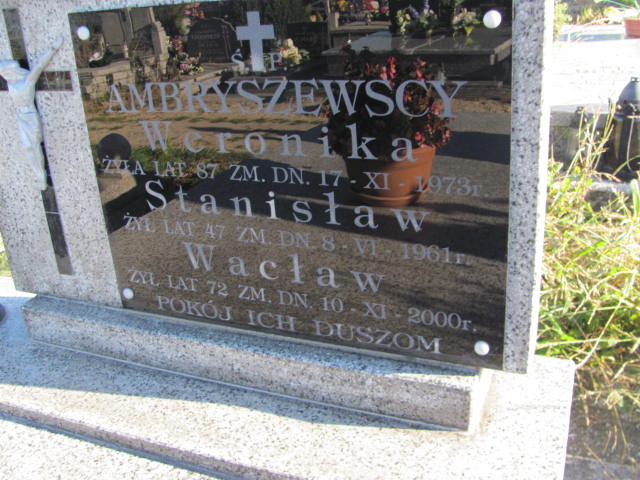 Ś P
AMBRYSZEWSCY
Weronika
ŻYŁA LAT 87 ZM. DN. 17-XI-1973r.
Stanisław
ŻYŁ LAT 47 ZM. DN. 8-VI-1961r.
Wacław
ŻYŁ LAT 72 ZM. DN. 10-XI-2000r.
POKÓJ ICH DUSZOM